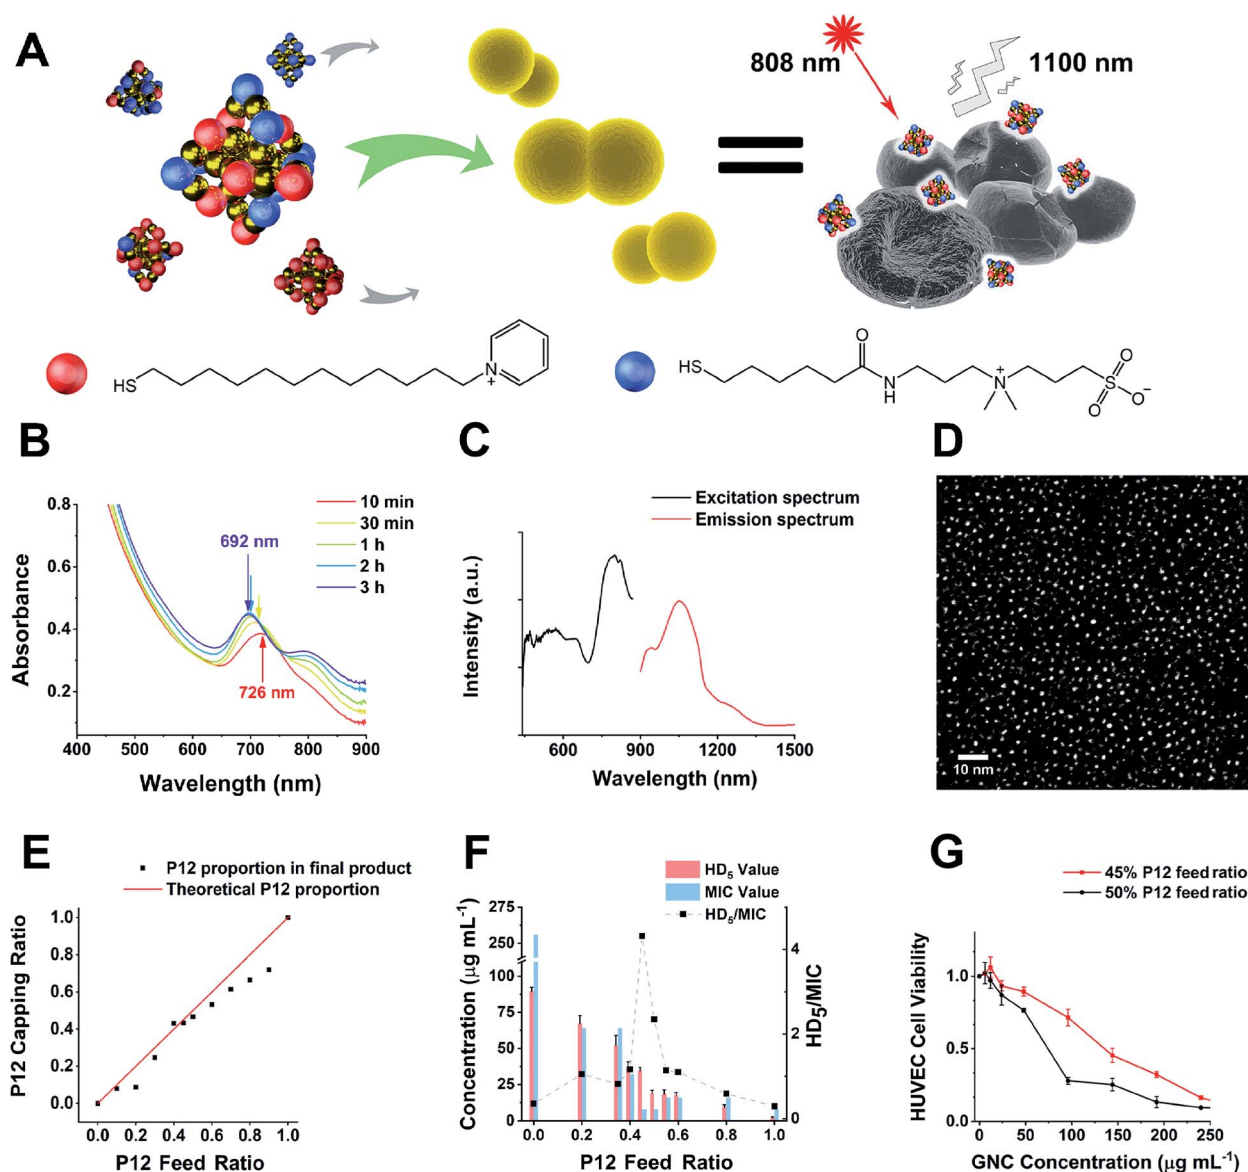 A
808 nm
1100 nm
HS
N
+
HS
O
N
H
N
+
O
S
O
O−
B
10 min
30 min
1 h
2 h
3 h
692 nm
726 nm
0.8
0.6
0.4
0.2
Absorbance
400 500 600 700 800 900
Wavelength (nm)
C
Excitation spectrum
Emission spectrum
Intensity (a.u.)
600 900 1200 1500
Wavelength (nm)
D
10 nm
E
P12 proportion in final product
Theoretical P12 proportion
1.0
0.8
0.6
0.4
0.2
0.0
P12 Capping Ratio
0.0 0.2 0.4 0.6 0.8 1.0
P12 Feed Ratio
F
HD₅ Value
MIC Value
HD₅/MIC
275
250
100
75
50
25
0
Concentration (μg mL⁻¹)
4
2
0
HD₅/MIC
0.0 0.2 0.4 0.6 0.8 1.0
P12 Feed Ratio
G
45% P12 feed ratio
50% P12 feed ratio
1.0
0.5
0.0
HUVEC Cell Viability
0 50 100 150 200 250
GNC Concentration (μg mL⁻¹)